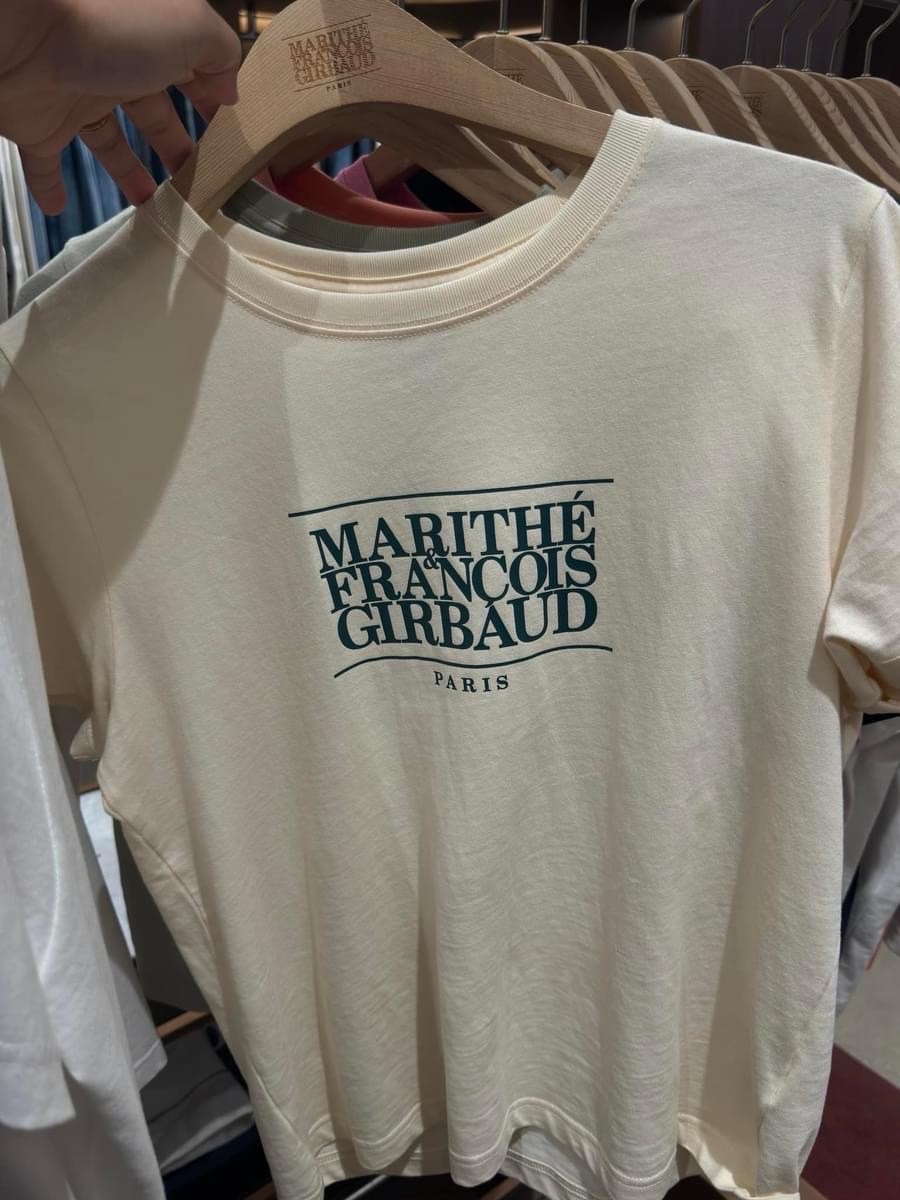 MARITHÉ
FRANÇOIS
GIRBAUD
PARIS
MARITHÉ
&
FRANÇOIS
GIRBAUD
PARIS